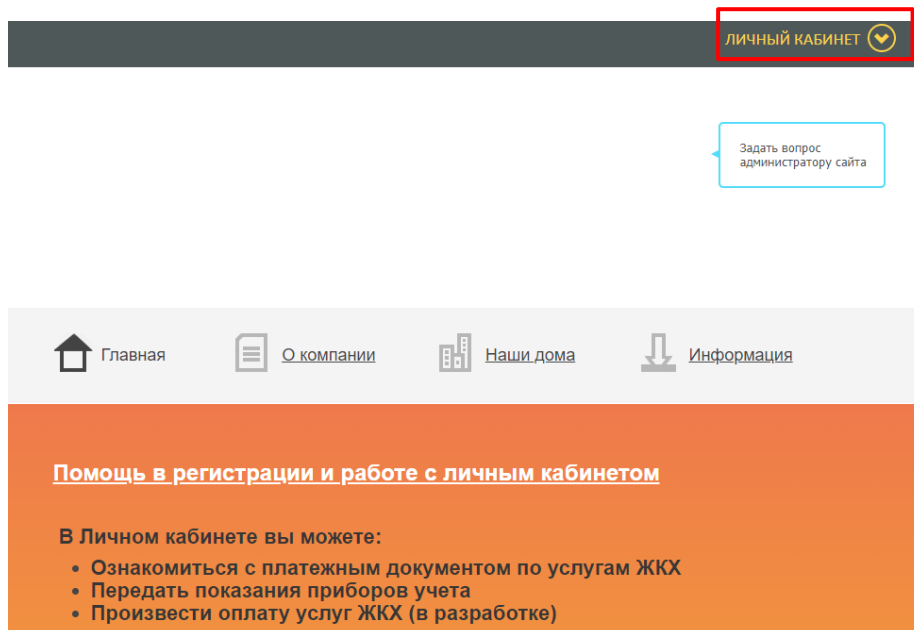 ЛИЧНЫЙ КАБИНЕТ
Задать вопрос
администратору сайта
Главная
О компании
Наши дома
Информация
Помощь в регистрации и работе с личным кабинетом
В Личном кабинете вы можете:
• Ознакомиться с платежным документом по услугам ЖКХ
• Передать показания приборов учета
• Произвести оплату услуг ЖКХ (в разработке)